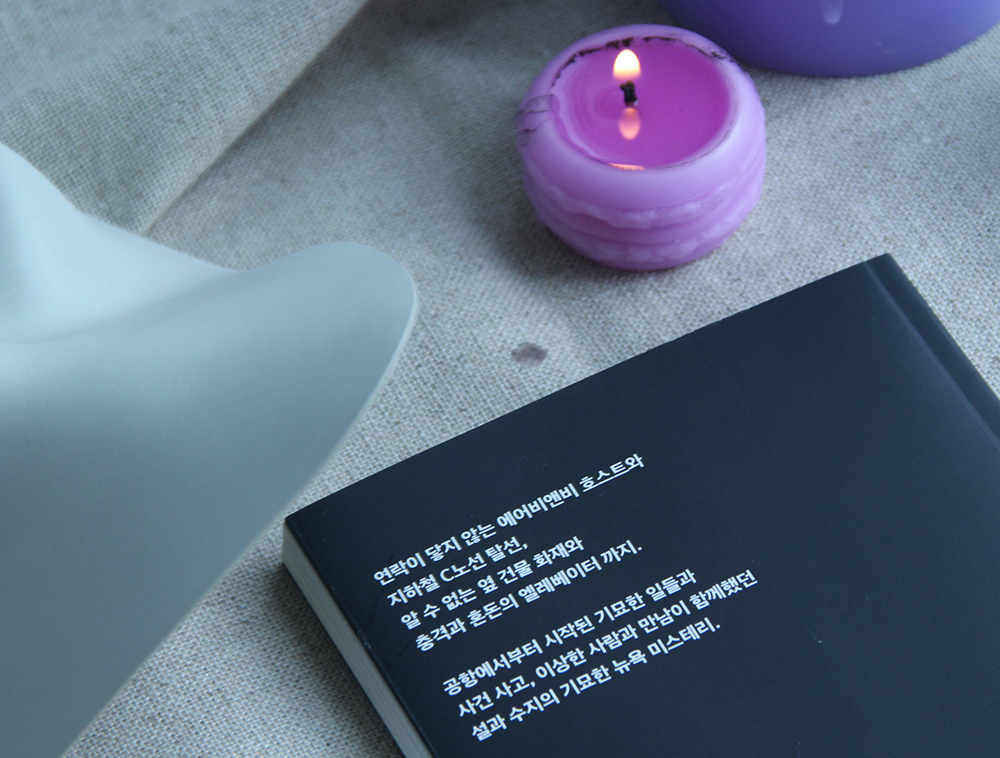 연락이 닿지 않는 에어비앤비 호스트와
지하철 C노선 탈선,
알 수 없는 옆 건물 화재와
충격과 혼돈의 엘레베이터 까지.
공항에서부터 시작된 기묘한 일들과
사건 사고, 이상한 사람과 만남이 함께했던
설과 수지의 기묘한 뉴욕 미스테리.